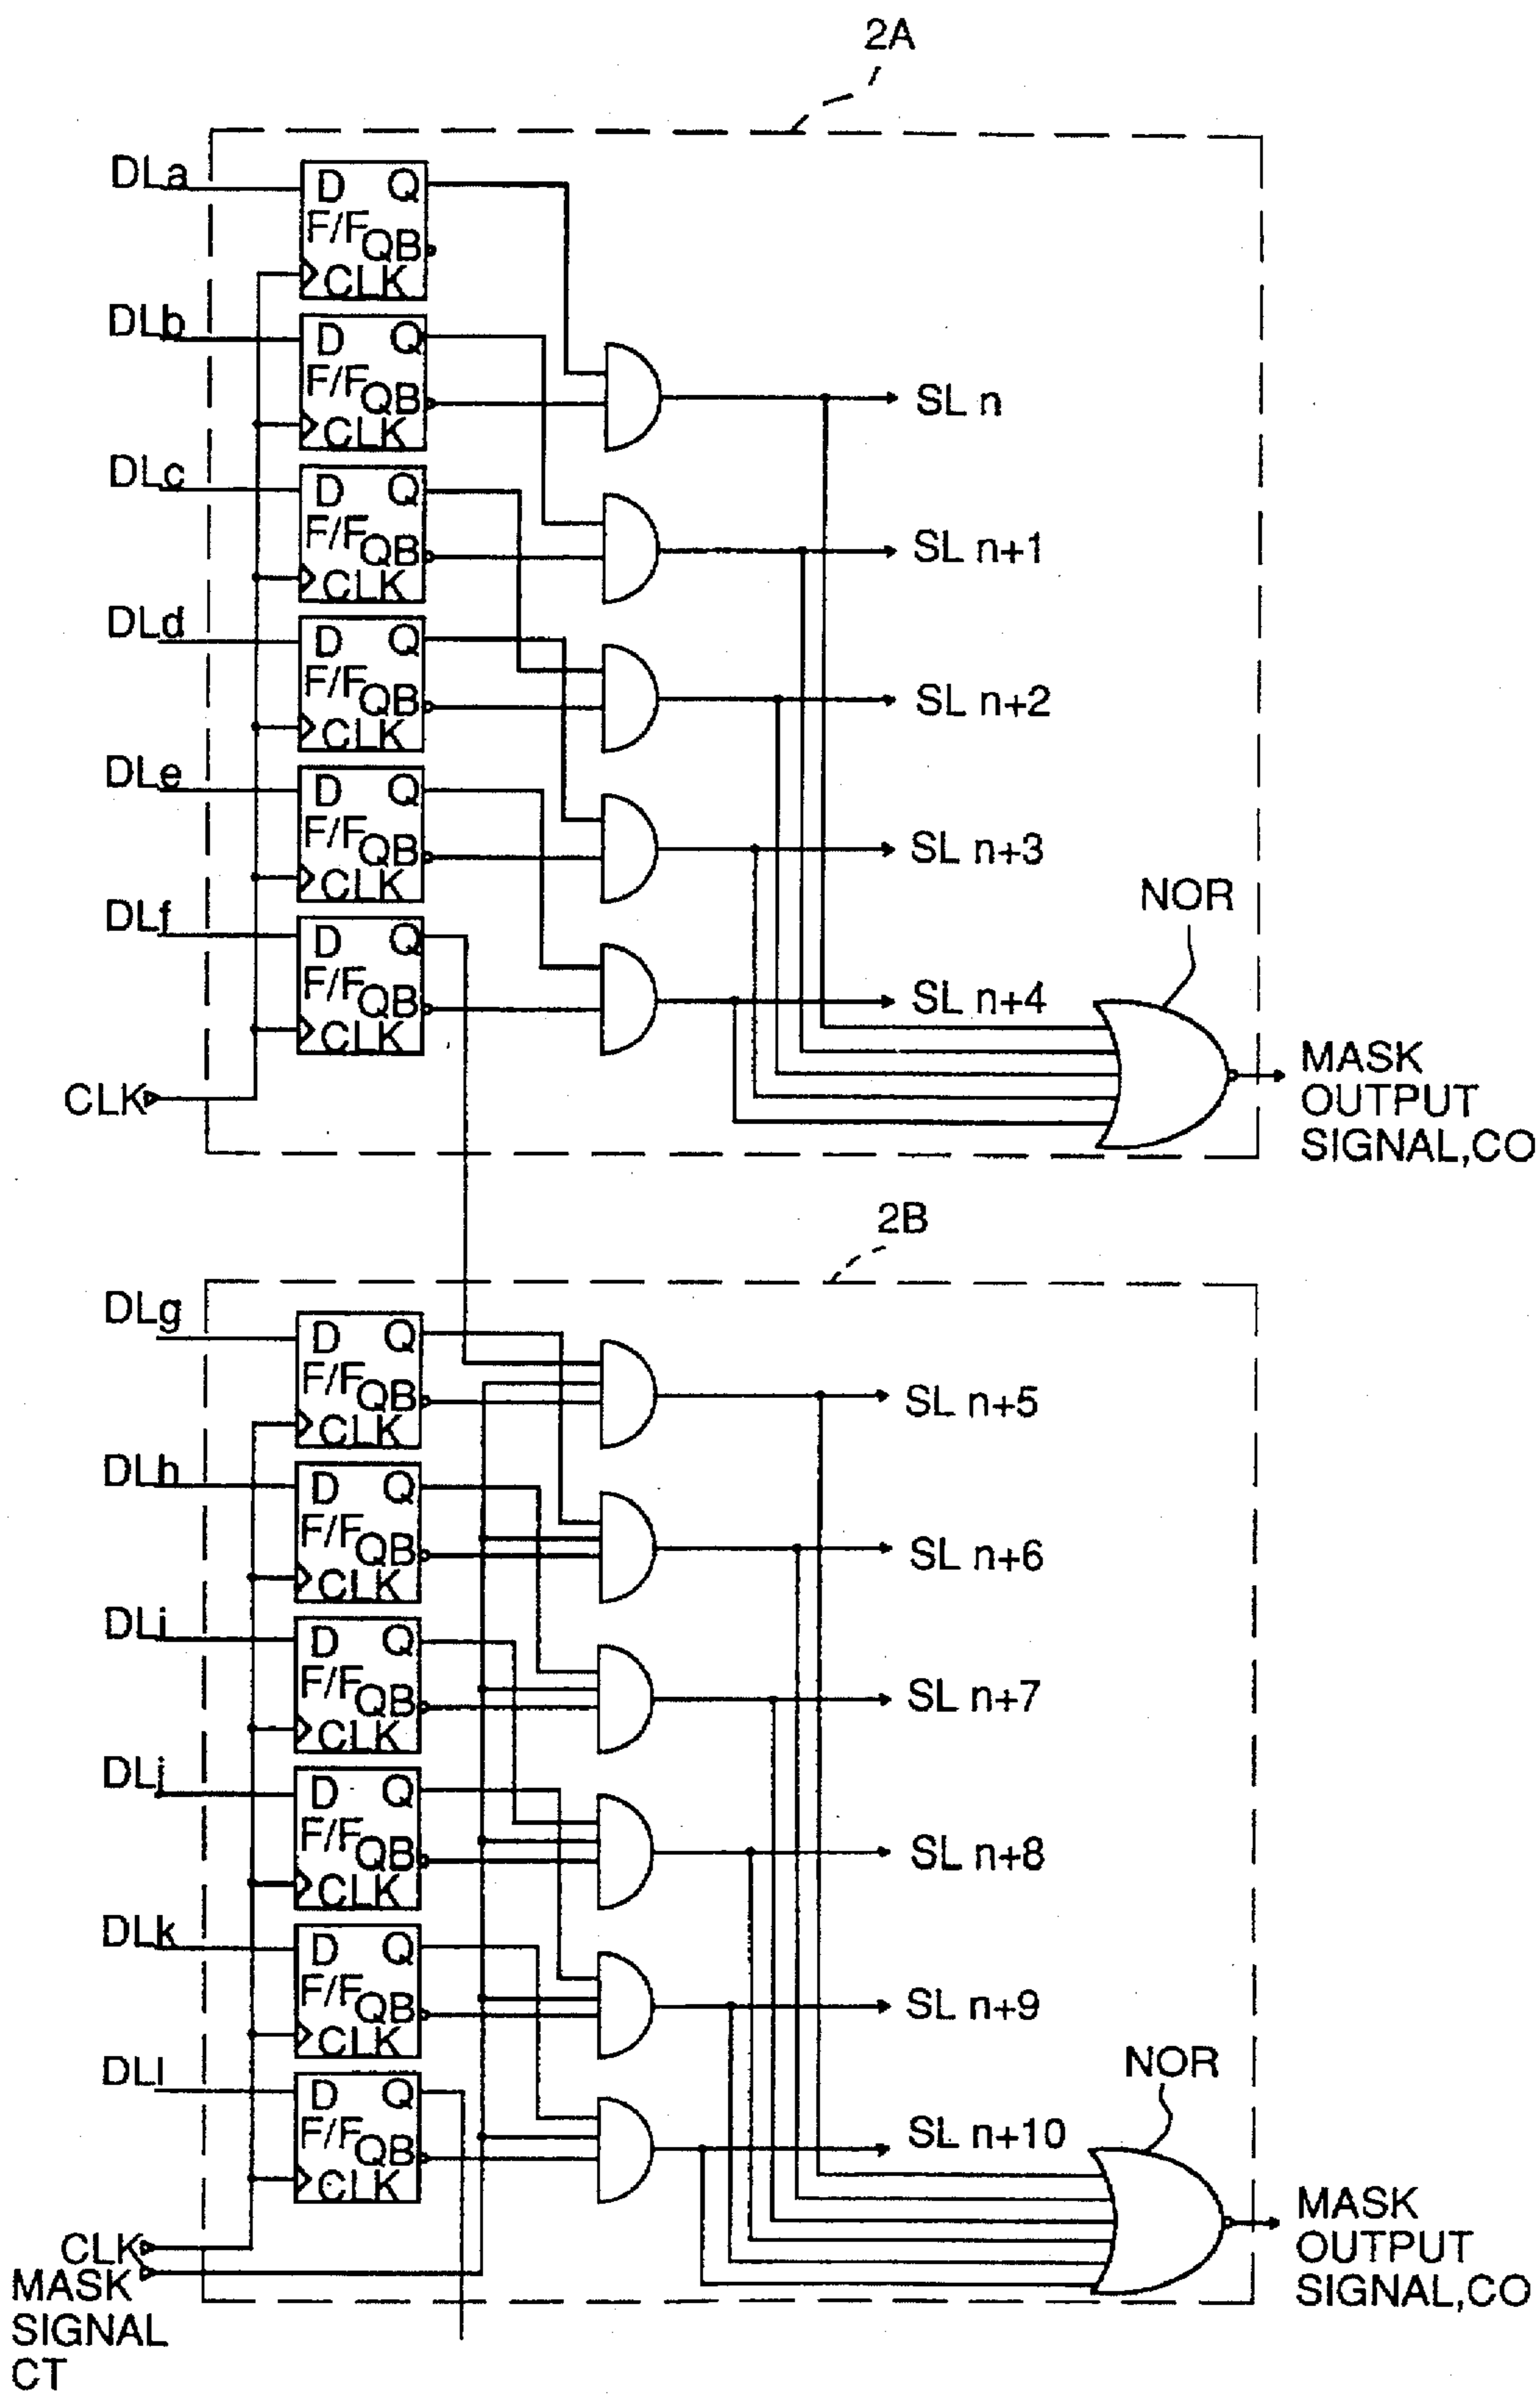 2A
DLa
D Q
F/F QB
CLK
DLb
D Q
F/F QB
CLK
SL n
DLc
D Q
F/F QB
CLK
SL n+1
DLd
D Q
F/F QB
CLK
SL n+2
DLe
D Q
F/F QB
CLK
SL n+3
NOR
DLf
D Q
F/F QB
CLK
SL n+4
CLK
MASK
OUTPUT
SIGNAL,CO
2B
DLg
D Q
F/F QB
CLK
SL n+5
DLh
D Q
F/F QB
CLK
SL n+6
DLi
D Q
F/F QB
CLK
SL n+7
DLj
D Q
F/F QB
CLK
SL n+8
DLk
D Q
F/F QB
CLK
SL n+9
NOR
DLl
D Q
F/F QB
CLK
SL n+10
MASK
OUTPUT
SIGNAL,CO
CLK
MASK
SIGNAL
CT